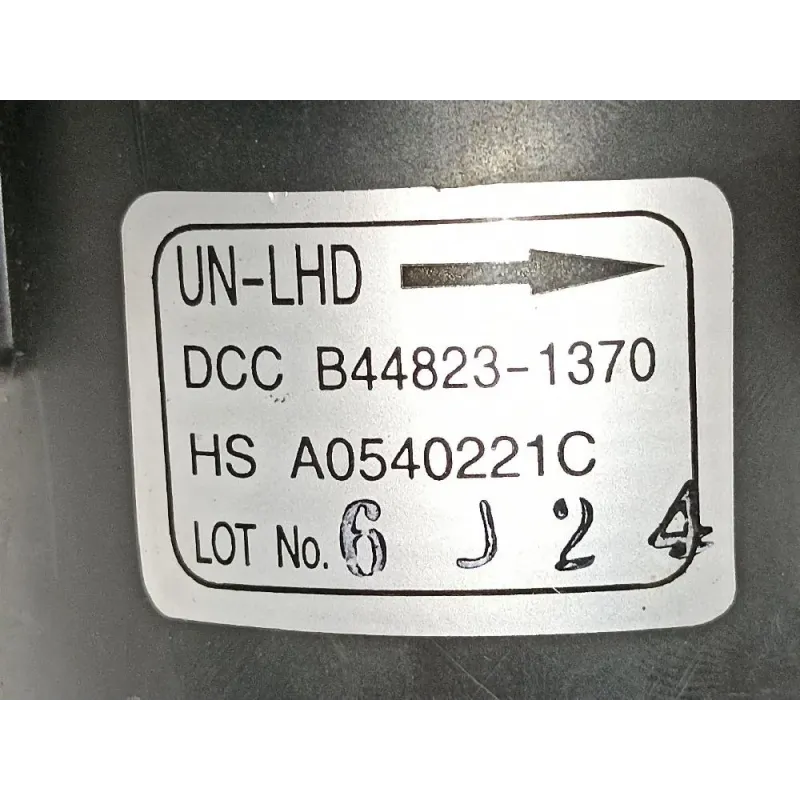 UN-LHD
DCC B44823-1370
HS A0540221C
LOT No. 6 J 2 4